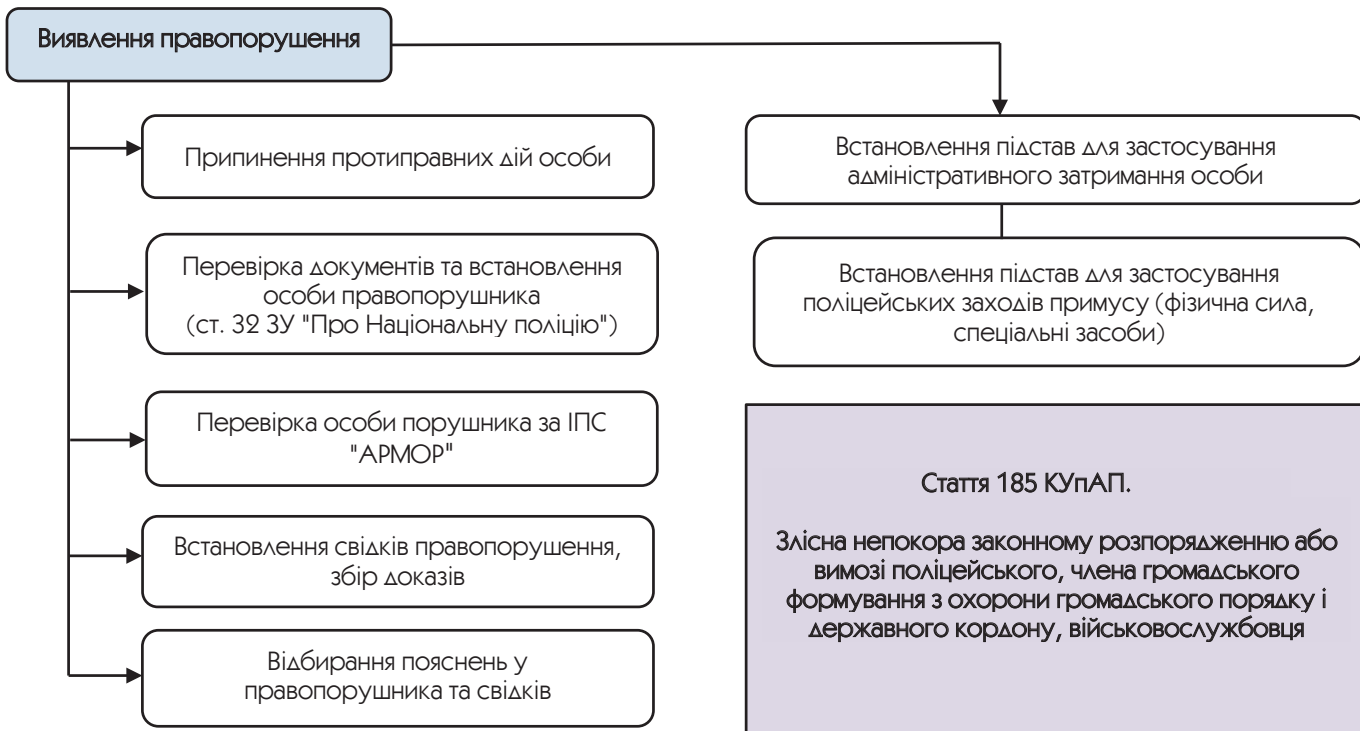 Виявлення правопорушення
Припинення протиправних дій особи
Перевірка документів та встановлення
особи правопорушника
(ст. 32 ЗУ "Про Національну поліцію")
Перевірка особи порушника за ІПС
"АРМОР"
Встановлення свідків правопорушення,
збір доказів
Відбирання пояснень у
правопорушника та свідків
Встановлення підстав для застосування
адміністративного затримання особи
Встановлення підстав для застосування
поліцейських заходів примусу (фізична сила,
спеціальні засоби)
Стаття 185 КУпАП.
Злісна непокора законному розпорядженню або
вимозі поліцейського, члена громадського
формування з охорони громадського порядку і
державного кордону, військовослужбовця